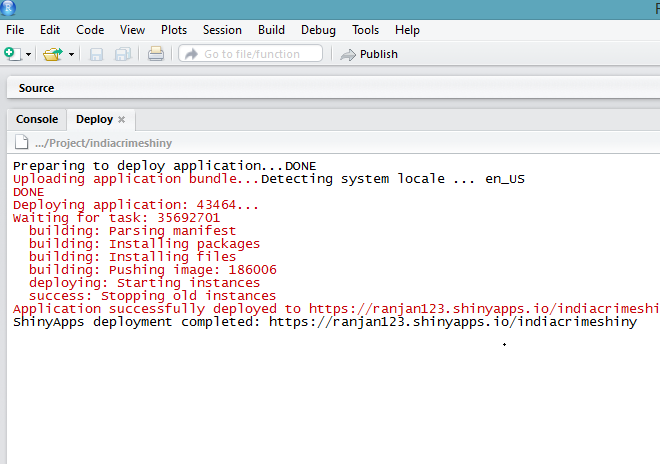 R
File Edit Code View Plots Session Build Debug Tools Help
Go to file/function Publish
Source
Console Deploy
.../Project/indiacrimeshiny
Preparing to deploy application...DONE
Uploading application bundle...Detecting system locale ... en_US
DONE
Deploying application: 43464...
Waiting for task: 35692701
building: Parsing manifest
building: Installing packages
building: Installing files
building: Pushing image: 186006
deploying: Starting instances
success: Stopping old instances
Application successfully deployed to https://ranjan123.shinyapps.io/indiacrimeshi
ShinyApps deployment completed: https://ranjan123.shinyapps.io/indiacrimeshiny